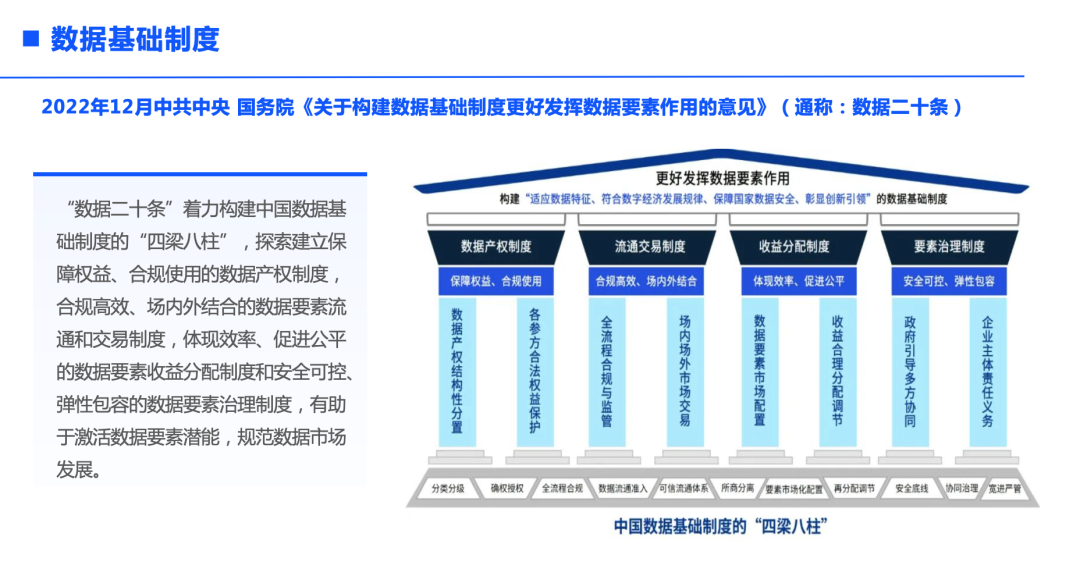 数据基础制度
2022年12月中共中央 国务院《关于构建数据基础制度更好发挥数据要素作用的意见》（通称：数据二十条）
“数据二十条”着力构建中国数据基
础制度的“四梁八柱”，探索建立保
障权益、合规使用的数据产权制度，
合规高效、场内外结合的数据要素流
通和交易制度，体现效率、促进公平
的数据要素收益分配制度和安全可控、
弹性包容的数据要素治理制度，有助
于激活数据要素潜能，规范数据市场
发展。
更好发挥数据要素作用
构建“适应数据特征、符合数字经济发展规律、保障国家数据安全、彰显创新引领”的数据基础制度
数据产权制度
流通交易制度
收益分配制度
要素治理制度
保障权益、合规使用
合规高效、场内外结合
体现效率、促进公平
安全可控、弹性包容
数据产权结构性分置
各参方合法权益保护
全流程合规与监管
场内场外市场交易
数据要素市场配置
收益合理分配调节
政府引导多方协同
企业主体责任义务
分类分级
确权授权
全流程合规
数据流通准入
可信流通体系
所商分离
要素市场化配置
再分配调节
安全底线
协同治理
宽进严管
中国数据基础制度的“四梁八柱”